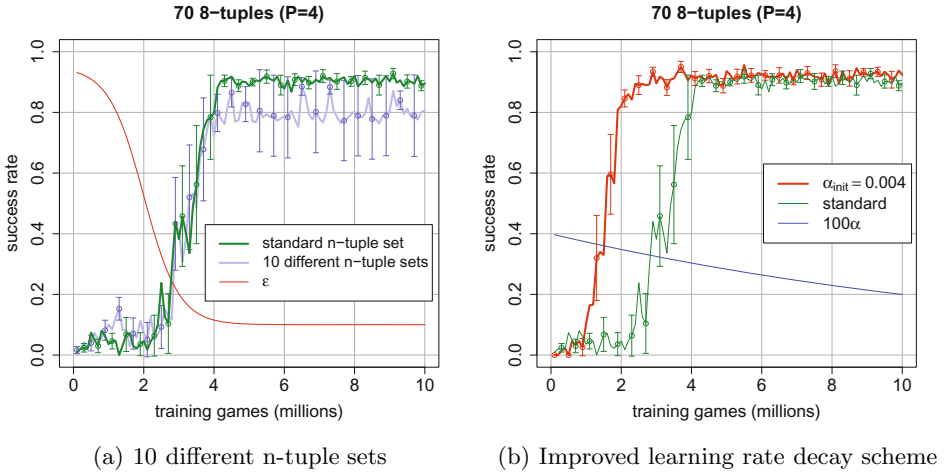 70 8−tuples (P=4)
success rate
1.0
0.8
0.6
0.4
0.2
0.0
standard n−tuple set
10 different n−tuple sets
ε
0 2 4 6 8 10
training games (millions)
(a) 10 different n-tuple sets
70 8−tuples (P=4)
success rate
1.0
0.8
0.6
0.4
0.2
0.0
α_init = 0.004
standard
100α
0 2 4 6 8 10
training games (millions)
(b) Improved learning rate decay scheme